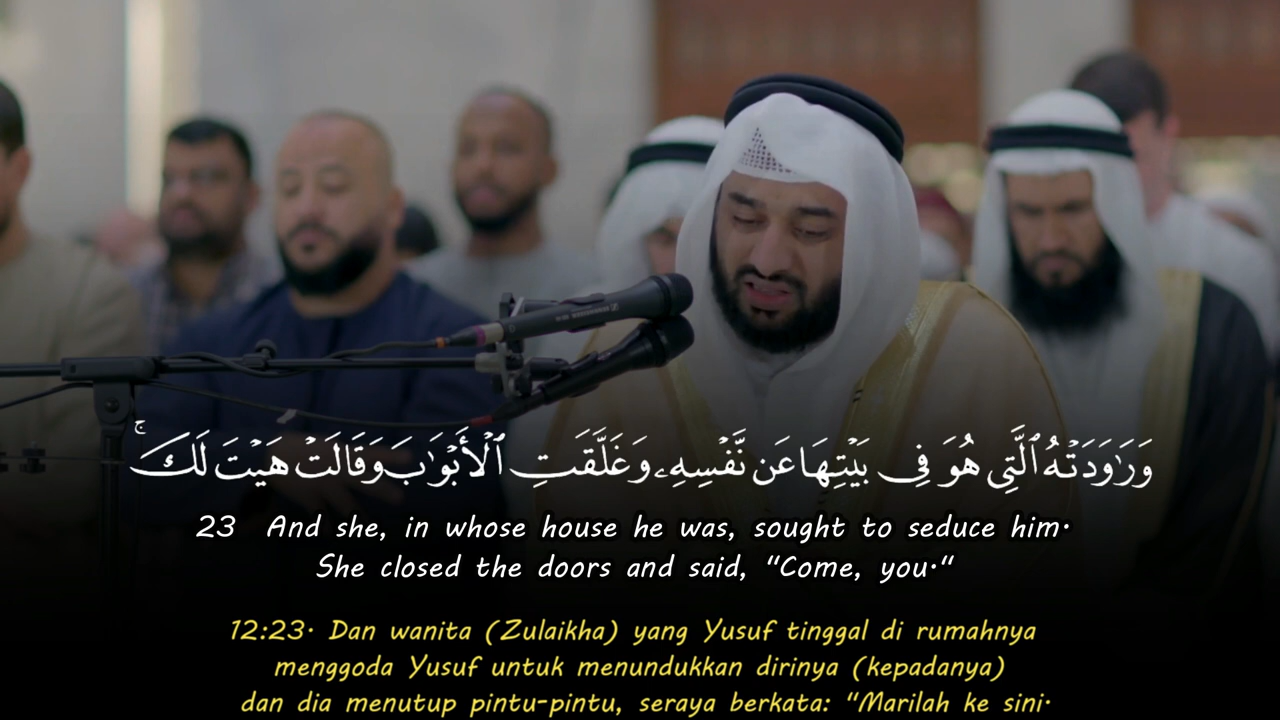 وَرَٰوَدَتْهُ ٱلَّتِى هُوَ فِى بَيْتِهَا عَن نَّفْسِهِۦ وَغَلَّقَتِ ٱلْأَبْوَٰبَ وَقَالَتْ هَيْتَ لَكَ ۚ
23 And she, in whose house he was, sought to seduce him·
She closed the doors and said, "Come, you·"
12:23· Dan wanita (Zulaikha) yang Yusuf tinggal di rumahnya
menggoda Yusuf untuk menundukkan dirinya (kepadanya)
dan dia menutup pintu-pintu, seraya berkata: "Marilah ke sini·